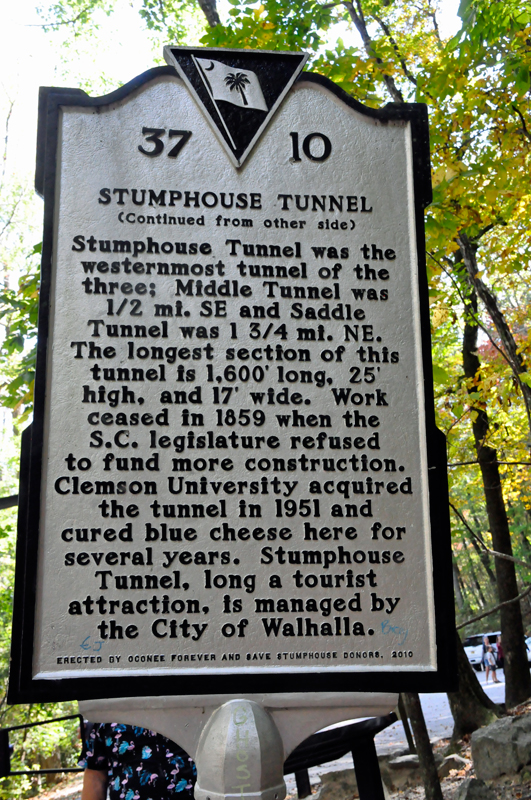 37 10
STUMPHOUSE TUNNEL
(Continued from other side)
Stumphouse Tunnel was the
westernmost tunnel of the
three; Middle Tunnel was
1/2 mi. SE and Saddle
Tunnel was 1 3/4 mi. NE.
The longest section of this
tunnel is 1,600' long, 25'
high, and 17' wide. Work
ceased in 1859 when the
S.C. legislature refused
to fund more construction.
Clemson University acquired
the tunnel in 1951 and
cured blue cheese here for
several years. Stumphouse
Tunnel, long a tourist
attraction, is managed by
the City of Walhalla.
ERECTED BY OCONEE FOREVER AND SAVE STUMPHOUSE DONORS, 2010